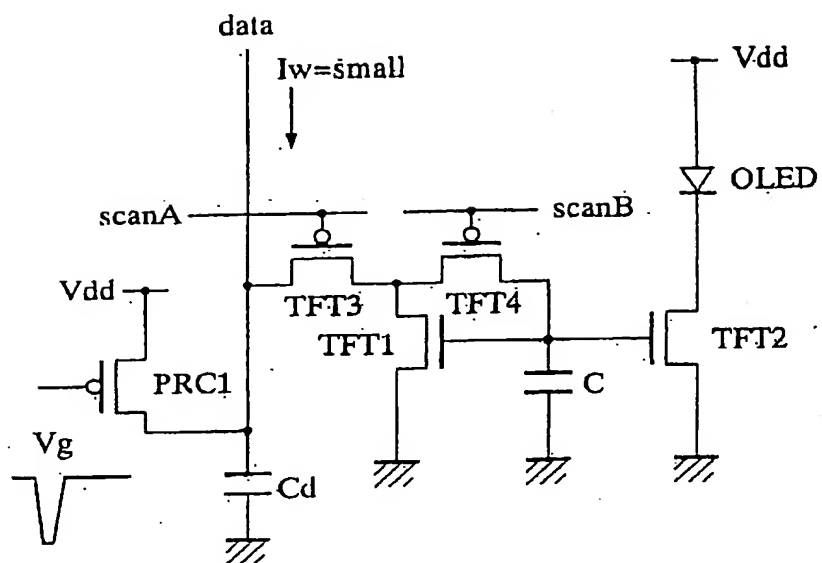 data
Iw=small
Vdd
OLED
scanA
scanB
Vdd
TFT3
TFT4
TFT1
TFT2
PRC1
C
Vg
Cd